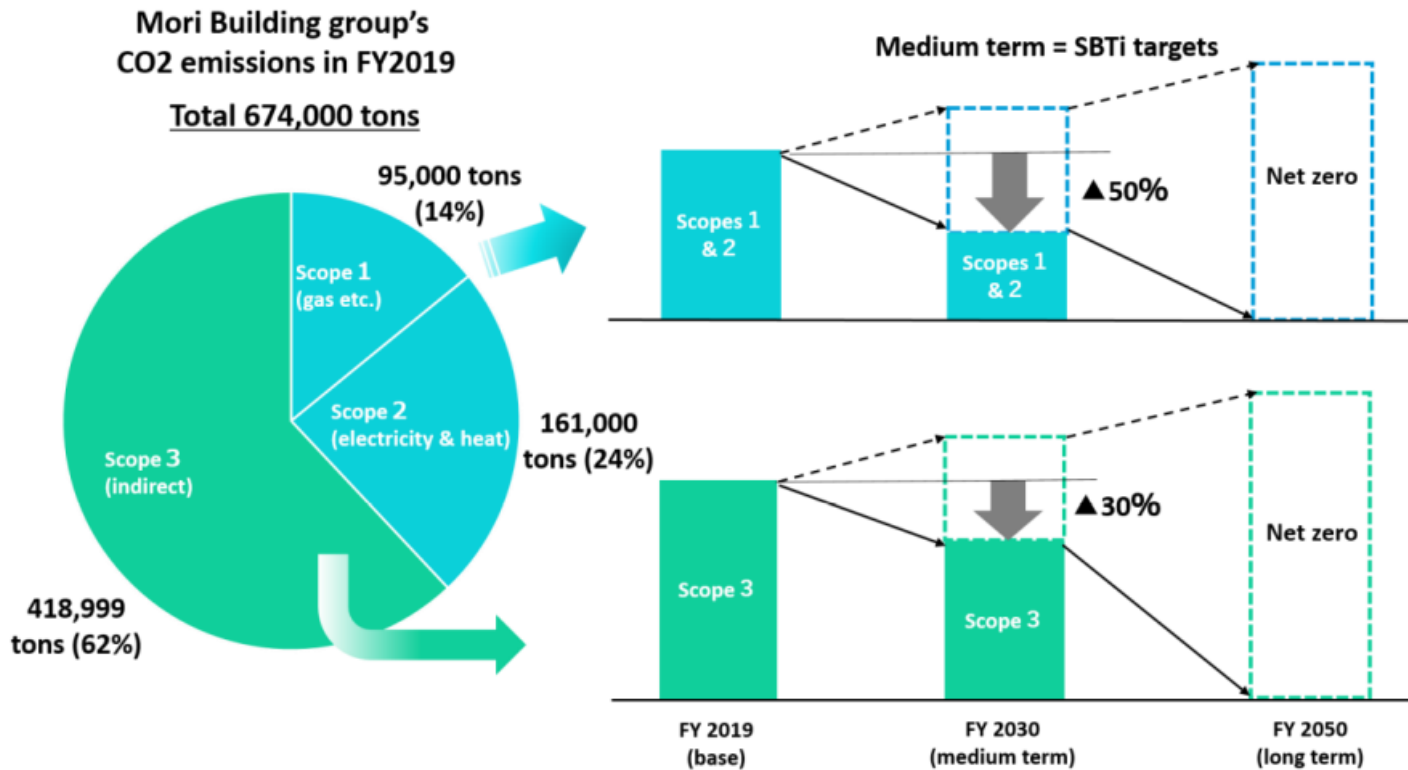 Mori Building group's
CO2 emissions in FY2019
Total 674,000 tons
95,000 tons
(14%)
Scope 1
(gas etc.)
Scope 2
(electricity & heat)
161,000
tons (24%)
Scope 3
(indirect)
418,999
tons (62%)
Medium term = SBTi targets
Scopes 1
& 2
▲50%
Scopes 1
& 2
Net zero
Scope 3
▲30%
Scope 3
Net zero
FY 2019
(base)
FY 2030
(medium term)
FY 2050
(long term)